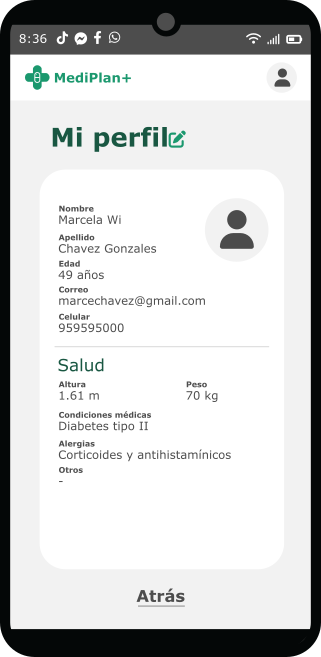 8:36
MediPlan+
Mi perfil
Nombre
Marcela Wi
Apellido
Chavez Gonzales
Edad
49 años
Correo
marcechavez@gmail.com
Celular
959595000
Salud
Altura Peso
1.61 m 70 kg
Condiciones médicas
Diabetes tipo II
Alergias
Corticoides y antihistamínicos
Otros
-
Atrás